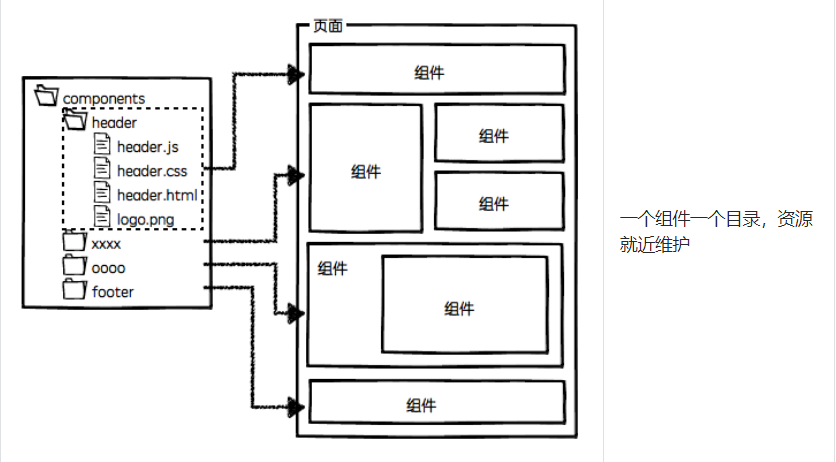 页面
components
header
header.js
header.css
header.html
logo.png
xxxx
oooo
footer
组件
组件
组件
组件
组件
组件
组件
一个组件一个目录，资源
就近维护